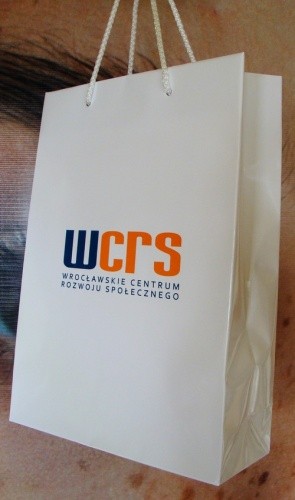 wcrs
WROCŁAWSKIE CENTRUM
ROZWOJU SPOŁECZNEGO